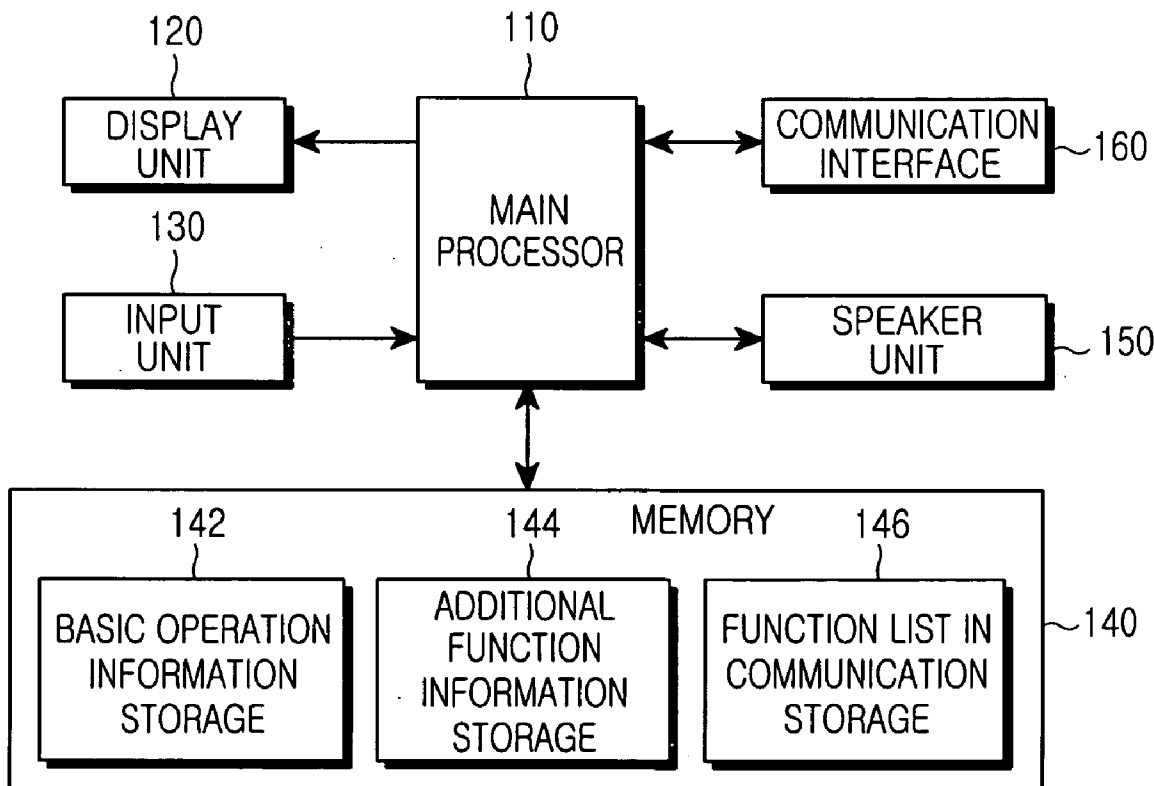 120
110
DISPLAY
UNIT
COMMUNICATION
INTERFACE
160
MAIN
PROCESSOR
130
INPUT
UNIT
SPEAKER
UNIT
150
MEMORY
142
144
146
BASIC OPERATION
INFORMATION
STORAGE
ADDITIONAL
FUNCTION
INFORMATION
STORAGE
FUNCTION LIST IN
COMMUNICATION
STORAGE
140